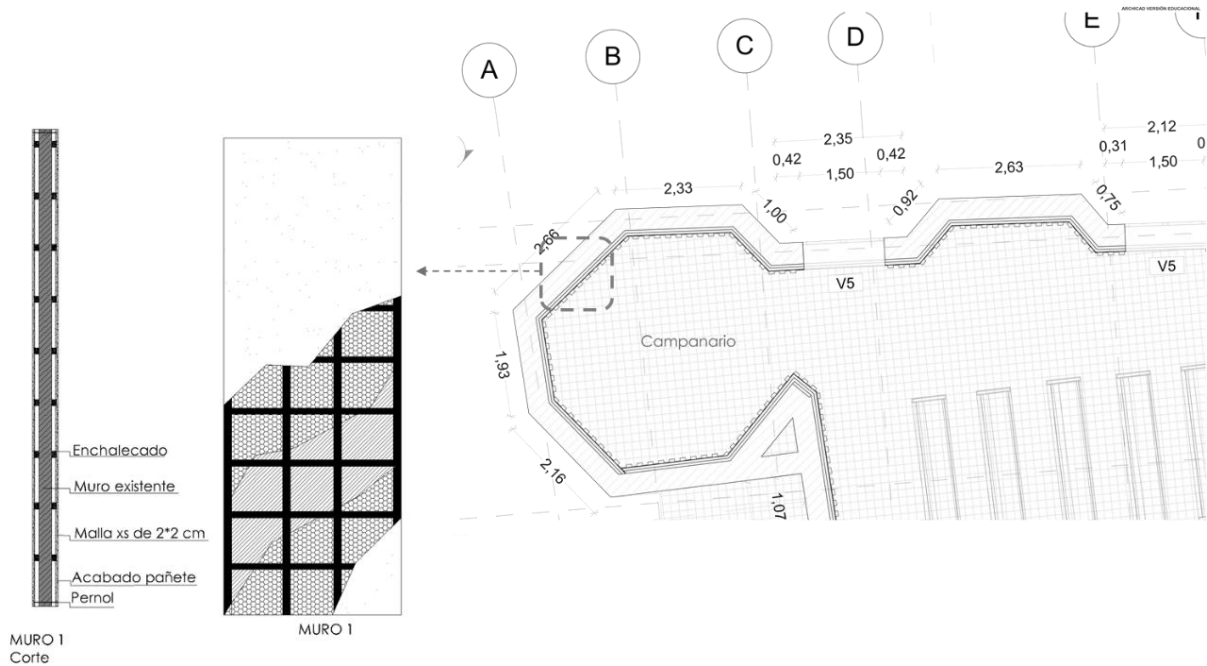 ARCHICAD VERSIÓN EDUCACIONAL
A
B
C
D
E
2,35
2,12
0,42
0,42
0,31
1,50
2,63
1,50
2,33
1,00
0,92
0,75
2,66
V5
V5
Campanario
1,93
2,16
1,07
Enchalecado
Muro existente
Malla xs de 2*2 cm
Acabado pañete
Pernol
MURO 1
Corte
MURO 1